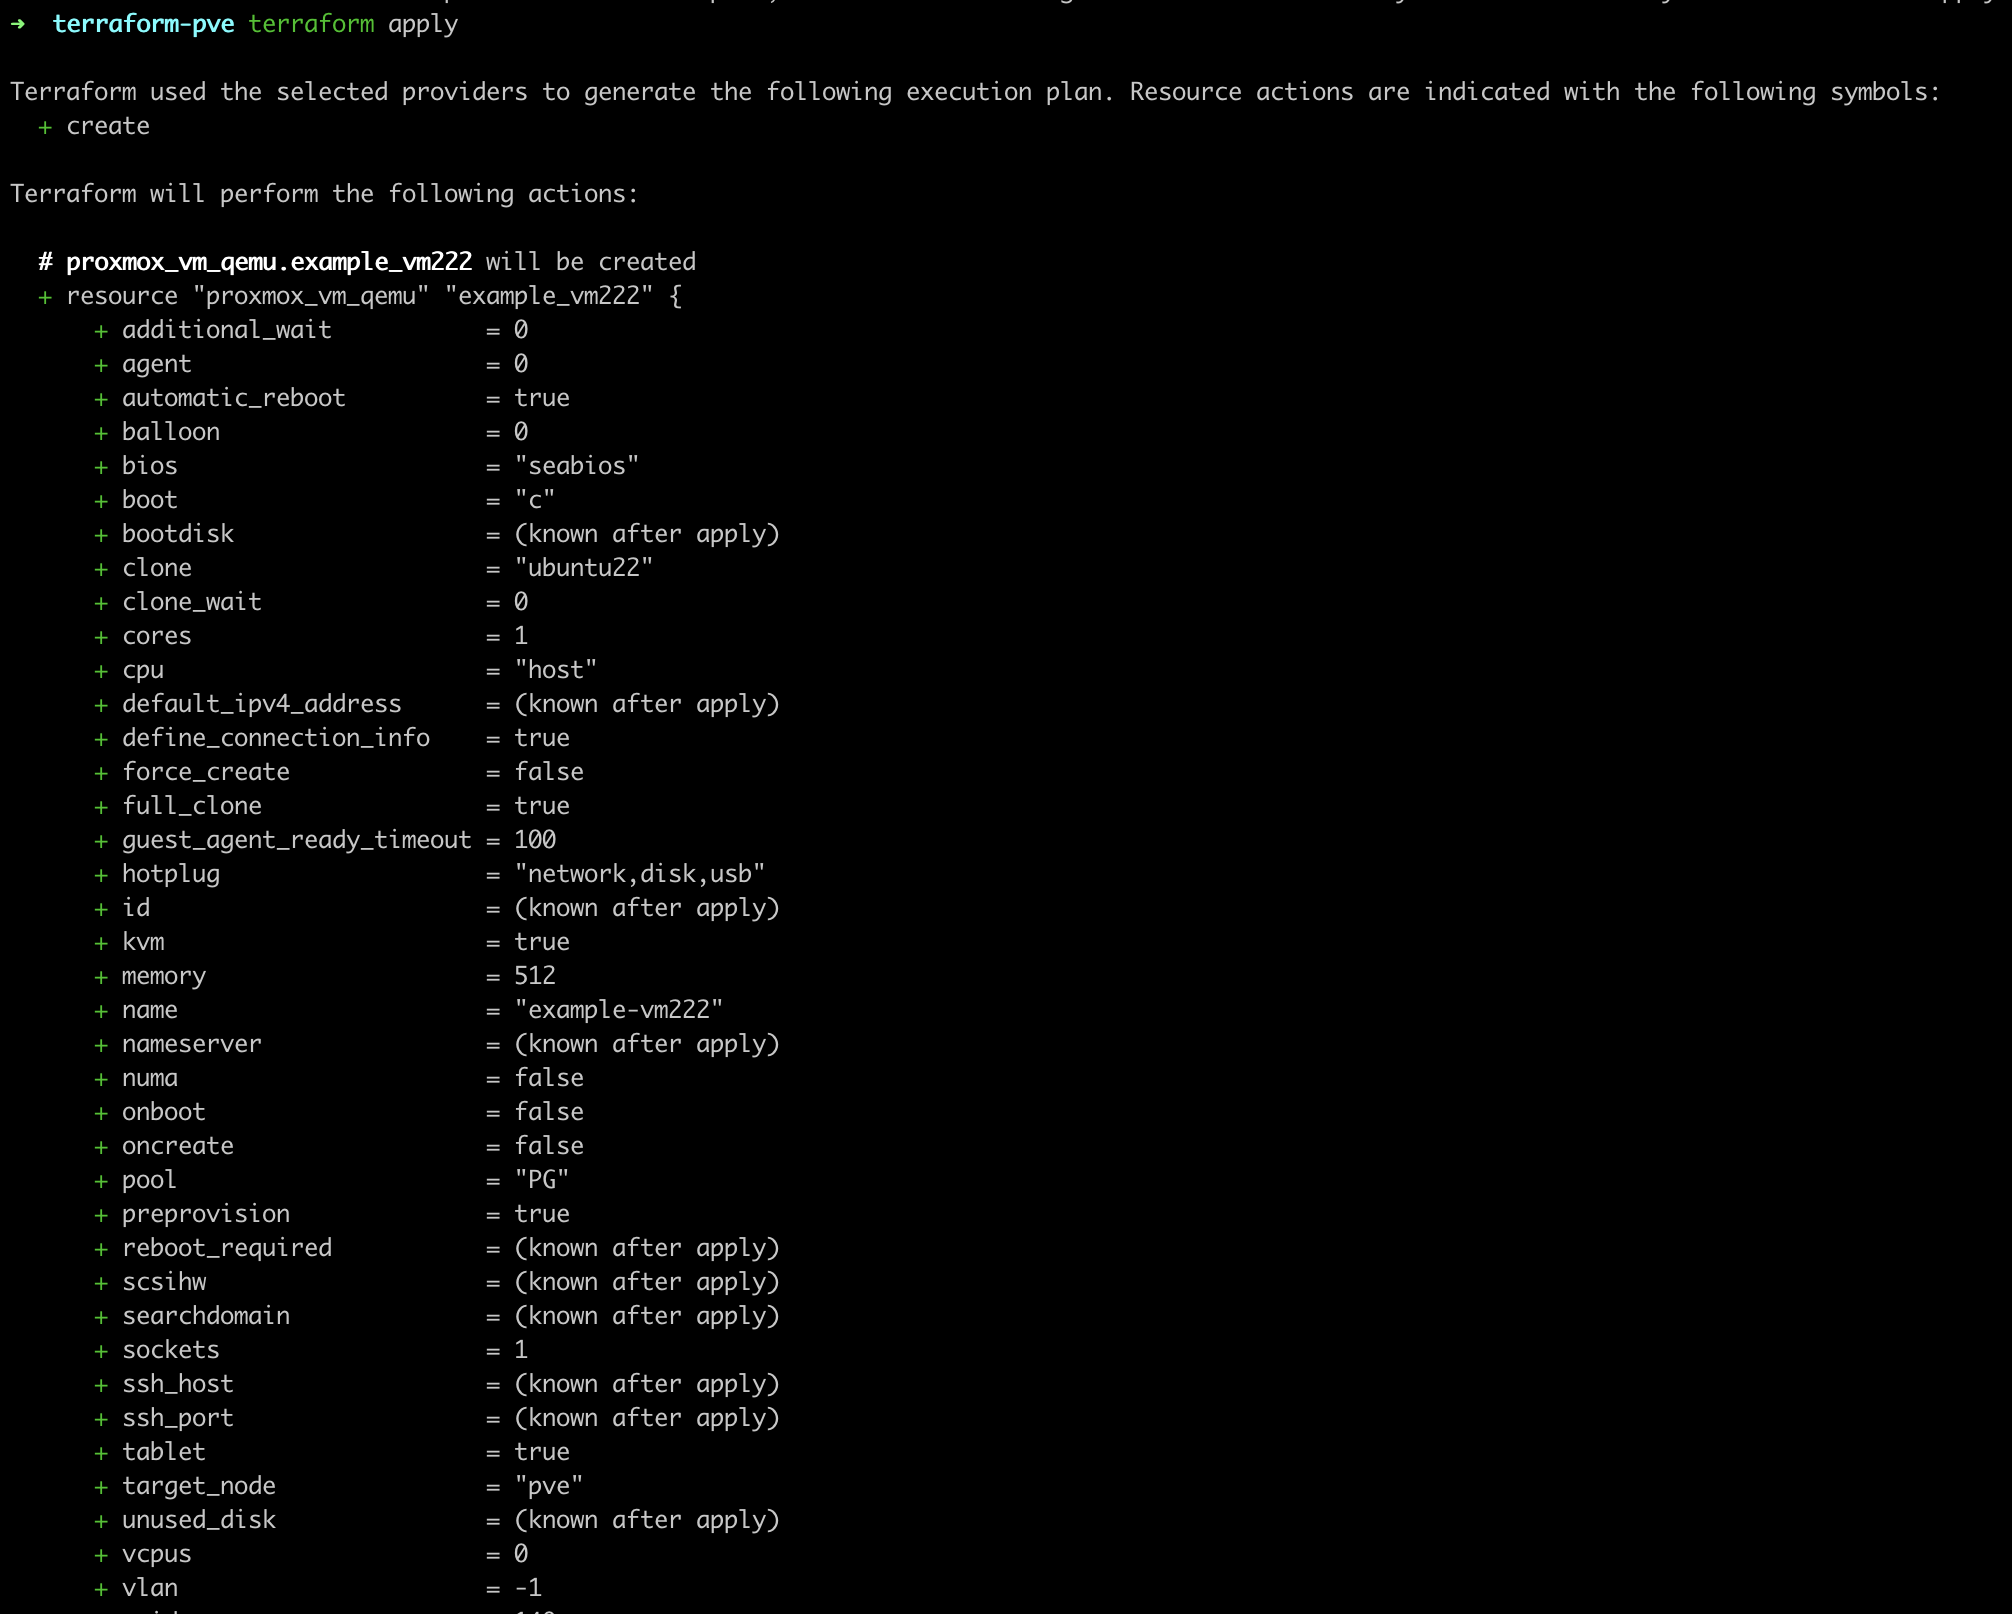 ➜  terraform-pve terraform apply
Terraform used the selected providers to generate the following execution plan. Resource actions are indicated with the following symbols:
  + create
Terraform will perform the following actions:
  # proxmox_vm_qemu.example_vm222 will be created
  + resource "proxmox_vm_qemu" "example_vm222" {
      + additional_wait           = 0
      + agent                     = 0
      + automatic_reboot          = true
      + balloon                   = 0
      + bios                      = "seabios"
      + boot                      = "c"
      + bootdisk                  = (known after apply)
      + clone                     = "ubuntu22"
      + clone_wait                = 0
      + cores                     = 1
      + cpu                       = "host"
      + default_ipv4_address      = (known after apply)
      + define_connection_info    = true
      + force_create              = false
      + full_clone                = true
      + guest_agent_ready_timeout = 100
      + hotplug                   = "network,disk,usb"
      + id                        = (known after apply)
      + kvm                       = true
      + memory                    = 512
      + name                      = "example-vm222"
      + nameserver                = (known after apply)
      + numa                      = false
      + onboot                    = false
      + oncreate                  = false
      + pool                      = "PG"
      + preprovision              = true
      + reboot_required           = (known after apply)
      + scsihw                    = (known after apply)
      + searchdomain              = (known after apply)
      + sockets                   = 1
      + ssh_host                  = (known after apply)
      + ssh_port                  = (known after apply)
      + tablet                    = true
      + target_node               = "pve"
      + unused_disk               = (known after apply)
      + vcpus                     = 0
      + vlan                      = -1